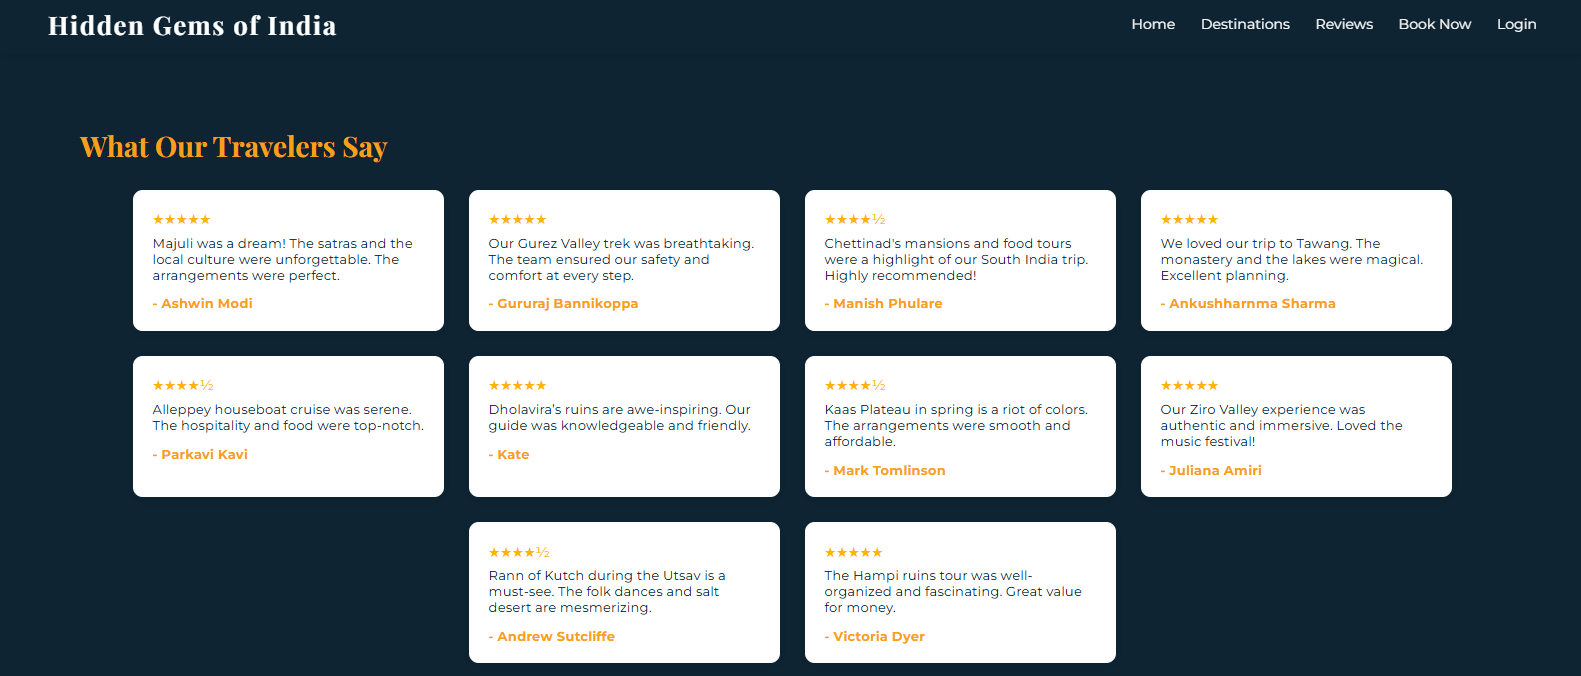 Hidden Gems of India
Home Destinations Reviews Book Now Login
What Our Travelers Say
★★★★★
Majuli was a dream! The satras and the
local culture were unforgettable. The
arrangements were perfect.
- Ashwin Modi
★★★★★
Our Gurez Valley trek was breathtaking.
The team ensured our safety and
comfort at every step.
- Gururaj Bannikoppa
★★★★½
Chettinad's mansions and food tours
were a highlight of our South India trip.
Highly recommended!
- Manish Phulare
★★★★★
We loved our trip to Tawang. The
monastery and the lakes were magical.
Excellent planning.
- Ankushharnma Sharma
★★★★½
Alleppey houseboat cruise was serene.
The hospitality and food were top-notch.
- Parkavi Kavi
★★★★★
Dholavira’s ruins are awe-inspiring. Our
guide was knowledgeable and friendly.
- Kate
★★★★½
Kaas Plateau in spring is a riot of colors.
The arrangements were smooth and
affordable.
- Mark Tomlinson
★★★★★
Our Ziro Valley experience was
authentic and immersive. Loved the
music festival!
- Juliana Amiri
★★★★½
Rann of Kutch during the Utsav is a
must-see. The folk dances and salt
desert are mesmerizing.
- Andrew Sutcliffe
★★★★★
The Hampi ruins tour was well-
organized and fascinating. Great value
for money.
- Victoria Dyer